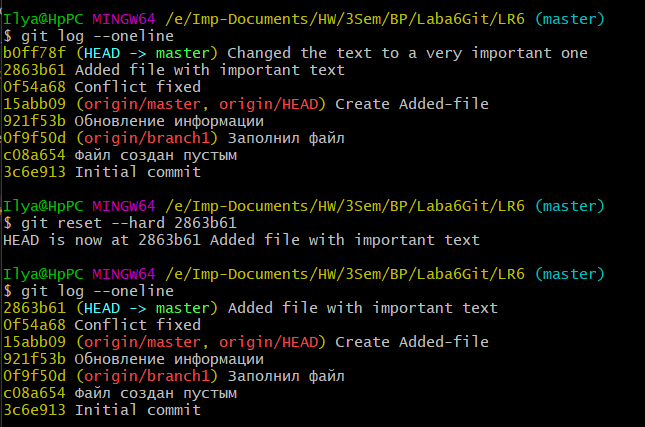 Ilya@HpPC MINGW64 /e/Imp-Documents/HW/3Sem/BP/Laba6Git/LR6 (master)
$ git log --oneline
b0ff78f (HEAD -> master) Changed the text to a very important one
2863b61 Added file with important text
0f54a68 Conflict fixed
15abb09 (origin/master, origin/HEAD) Create Added-file
921f53b Обновление информации
0f9f50d (origin/branch1) Заполнил файл
c08a654 Файл создан пустым
3c6e913 Initial commit
Ilya@HpPC MINGW64 /e/Imp-Documents/HW/3Sem/BP/Laba6Git/LR6 (master)
$ git reset --hard 2863b61
HEAD is now at 2863b61 Added file with important text
Ilya@HpPC MINGW64 /e/Imp-Documents/HW/3Sem/BP/Laba6Git/LR6 (master)
$ git log --oneline
2863b61 (HEAD -> master) Added file with important text
0f54a68 Conflict fixed
15abb09 (origin/master, origin/HEAD) Create Added-file
921f53b Обновление информации
0f9f50d (origin/branch1) Заполнил файл
c08a654 Файл создан пустым
3c6e913 Initial commit